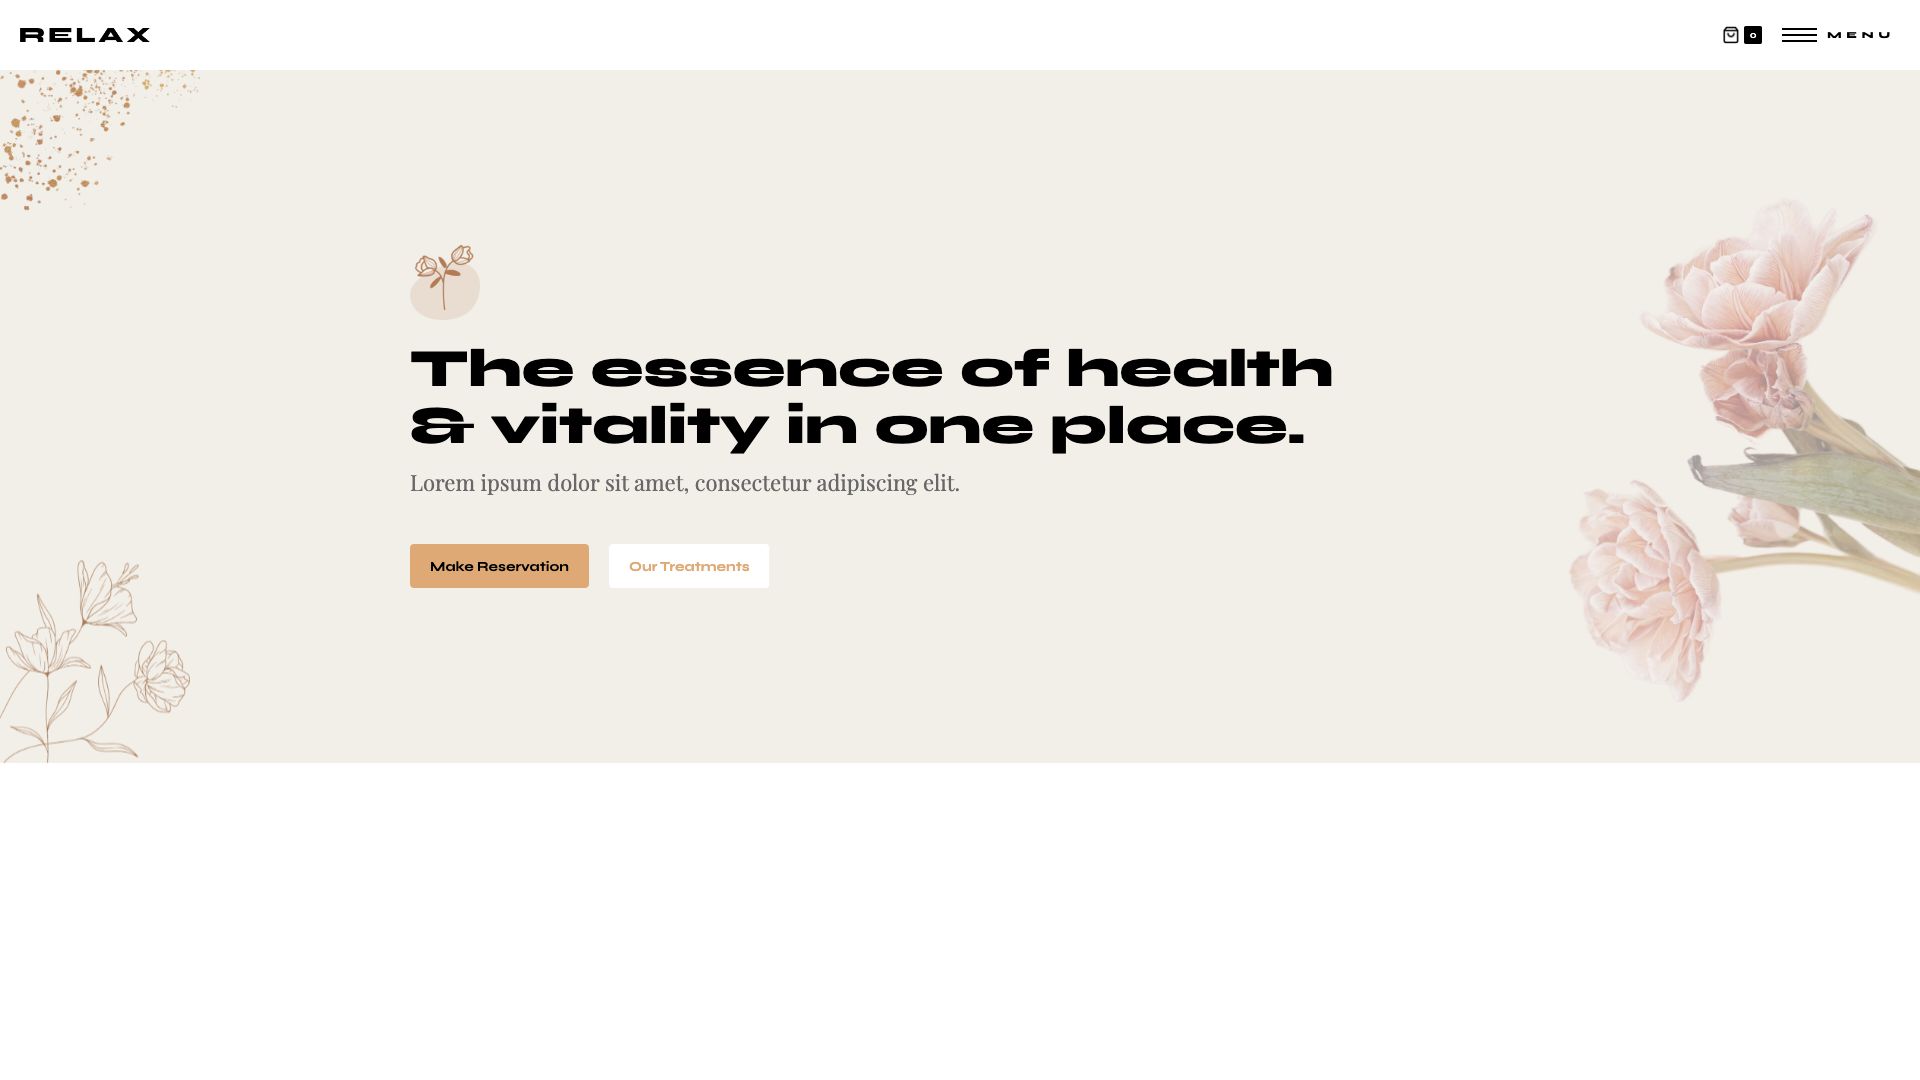 RELAX
0
MENU
The essence of health
& vitality in one place.
Lorem ipsum dolor sit amet, consectetur adipiscing elit.
Make Reservation
Our Treatments